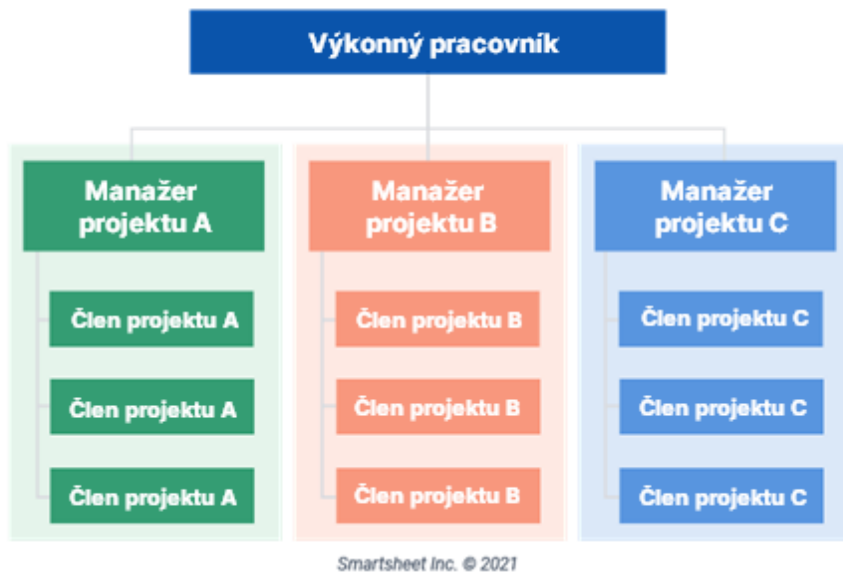 Výkonný pracovník
Manažer
projektu A
Člen projektu A
Člen projektu A
Člen projektu A
Manažer
projektu B
Člen projektu B
Člen projektu B
Člen projektu B
Manažer
projektu C
Člen projektu C
Člen projektu C
Člen projektu C
Smartsheet Inc. © 2021